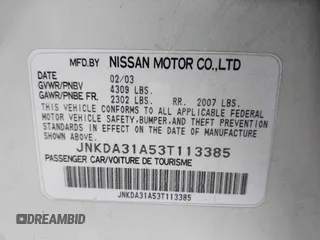 MFD.BY NISSAN MOTOR CO.,LTD
DATE 02/03
GVWR/PNBV 4309 LBS.
GAWR/PNBE FR. 2302 LBS. RR. 2007 LBS.
THIS VEHICLE CONFORMS TO ALL APPLICABLE FEDERAL
MOTOR VEHICLE SAFETY,BUMPER,AND THEFT PREVENTION
STANDARDS IN EFFECT ON THE DATE OF MANUFACTURE
SHOWN ABOVE.
JNKDA31A53T113385
PASSENGER CAR/VOITURE DE TOURISME
JNKDA31A53T113385
DREAMBID